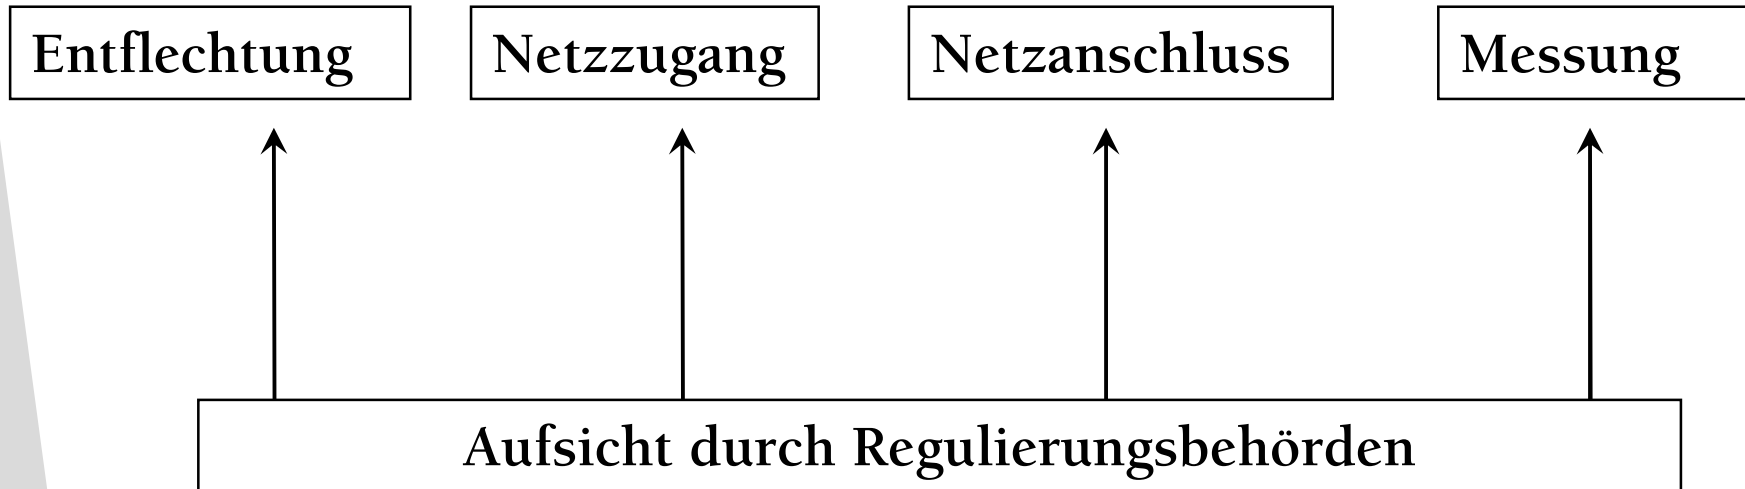 Entflechtung
Netzzugang
Netzanschluss
Messung
Aufsicht durch Regulierungsbehörden